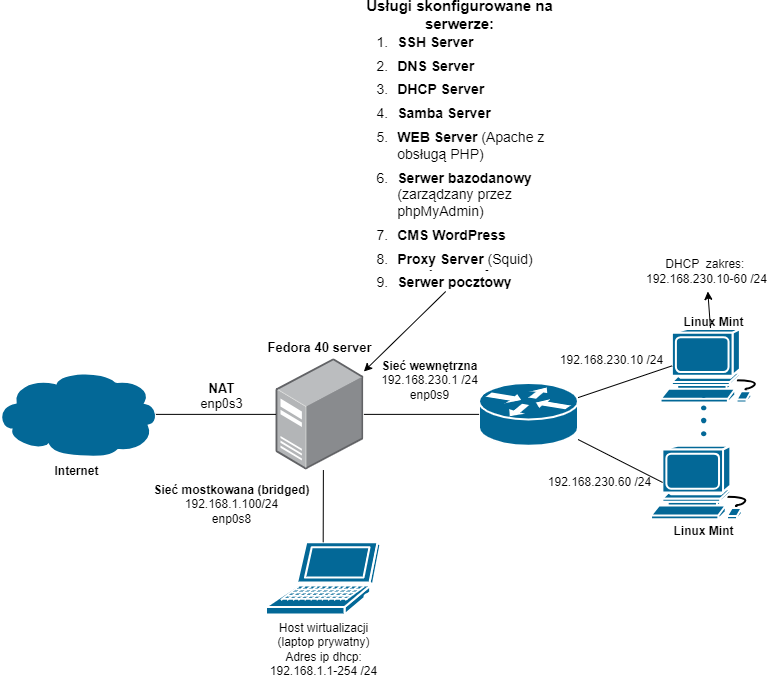 Usługi skonfigurowane na
serwerze:
1. SSH Server
2. DNS Server
3. DHCP Server
4. Samba Server
5. WEB Server (Apache z
obsługą PHP)
6. Serwer bazodanowy
(zarządzany przez
phpMyAdmin)
7. CMS WordPress
8. Proxy Server (Squid)
9. Serwer pocztowy
DHCP zakres:
192.168.230.10-60 /24
Linux Mint
Fedora 40 server
Sieć wewnętrzna
192.168.230.1 /24
enp0s9
192.168.230.10 /24
NAT
enp0s3
Internet
Sieć mostkowana (bridged)
192.168.1.100/24
enp0s8
192.168.230.60 /24
Linux Mint
Host wirtualizacji
(laptop prywatny)
Adres ip dhcp:
192.168.1.1-254 /24